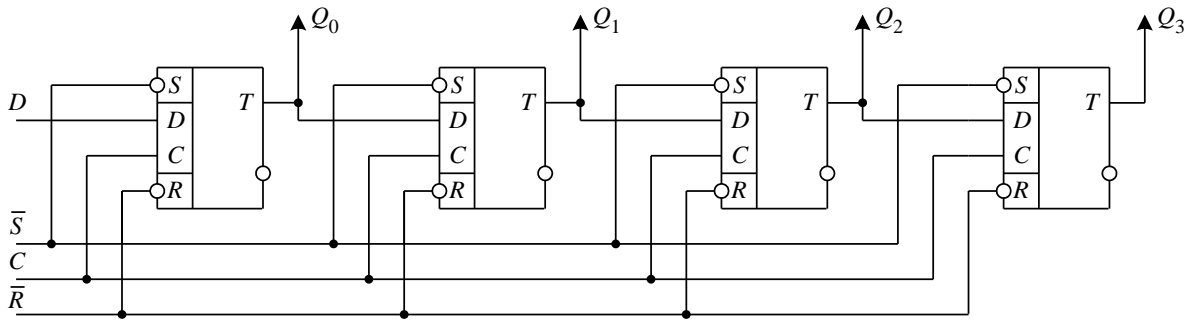 Q₀ Q₁ Q₂ Q₃
S S S S
D T T T T
D D D D
C C C C
R R R R
S̅
C
R̅